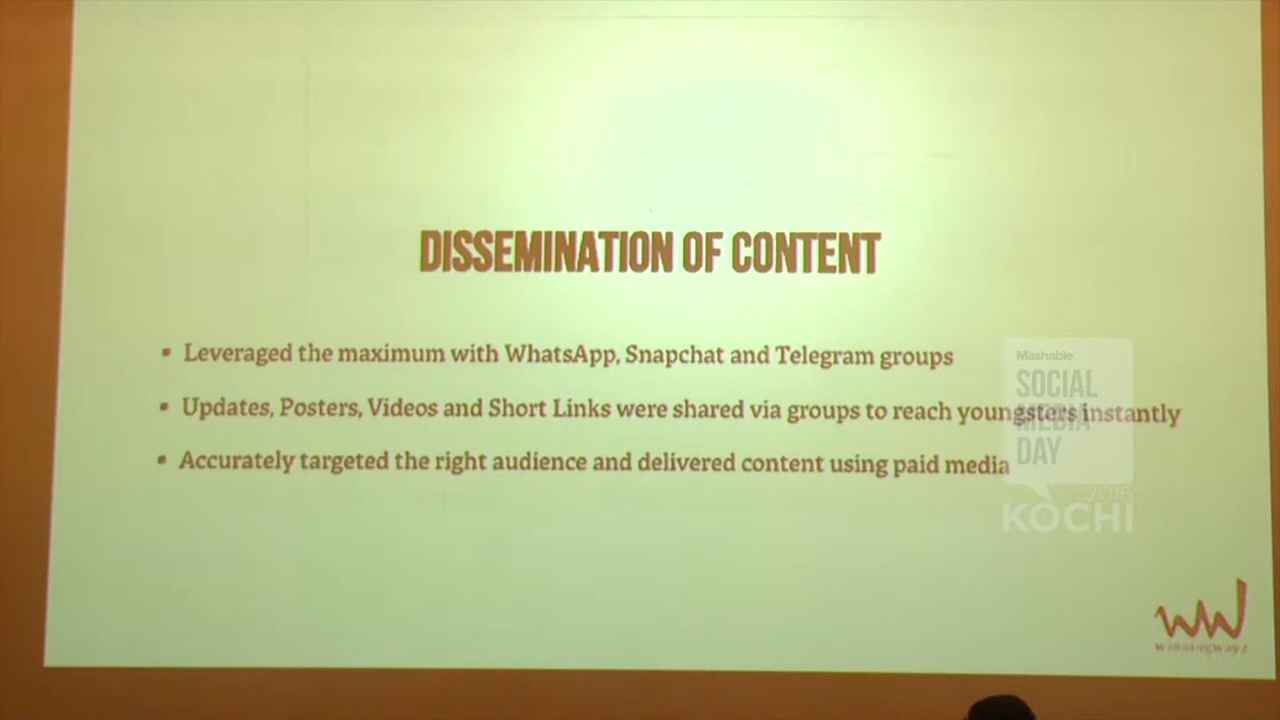 DISSEMINATION OF CONTENT
▪ Leveraged the maximum with WhatsApp, Snapchat and Telegram groups
▪ Updates, Posters, Videos and Short Links were shared via groups to reach youngsters instantly
▪ Accurately targeted the right audience and delivered content using paid media
Mashable
SOCIAL
MEDIA
DAY
KOCHI
winningwayz